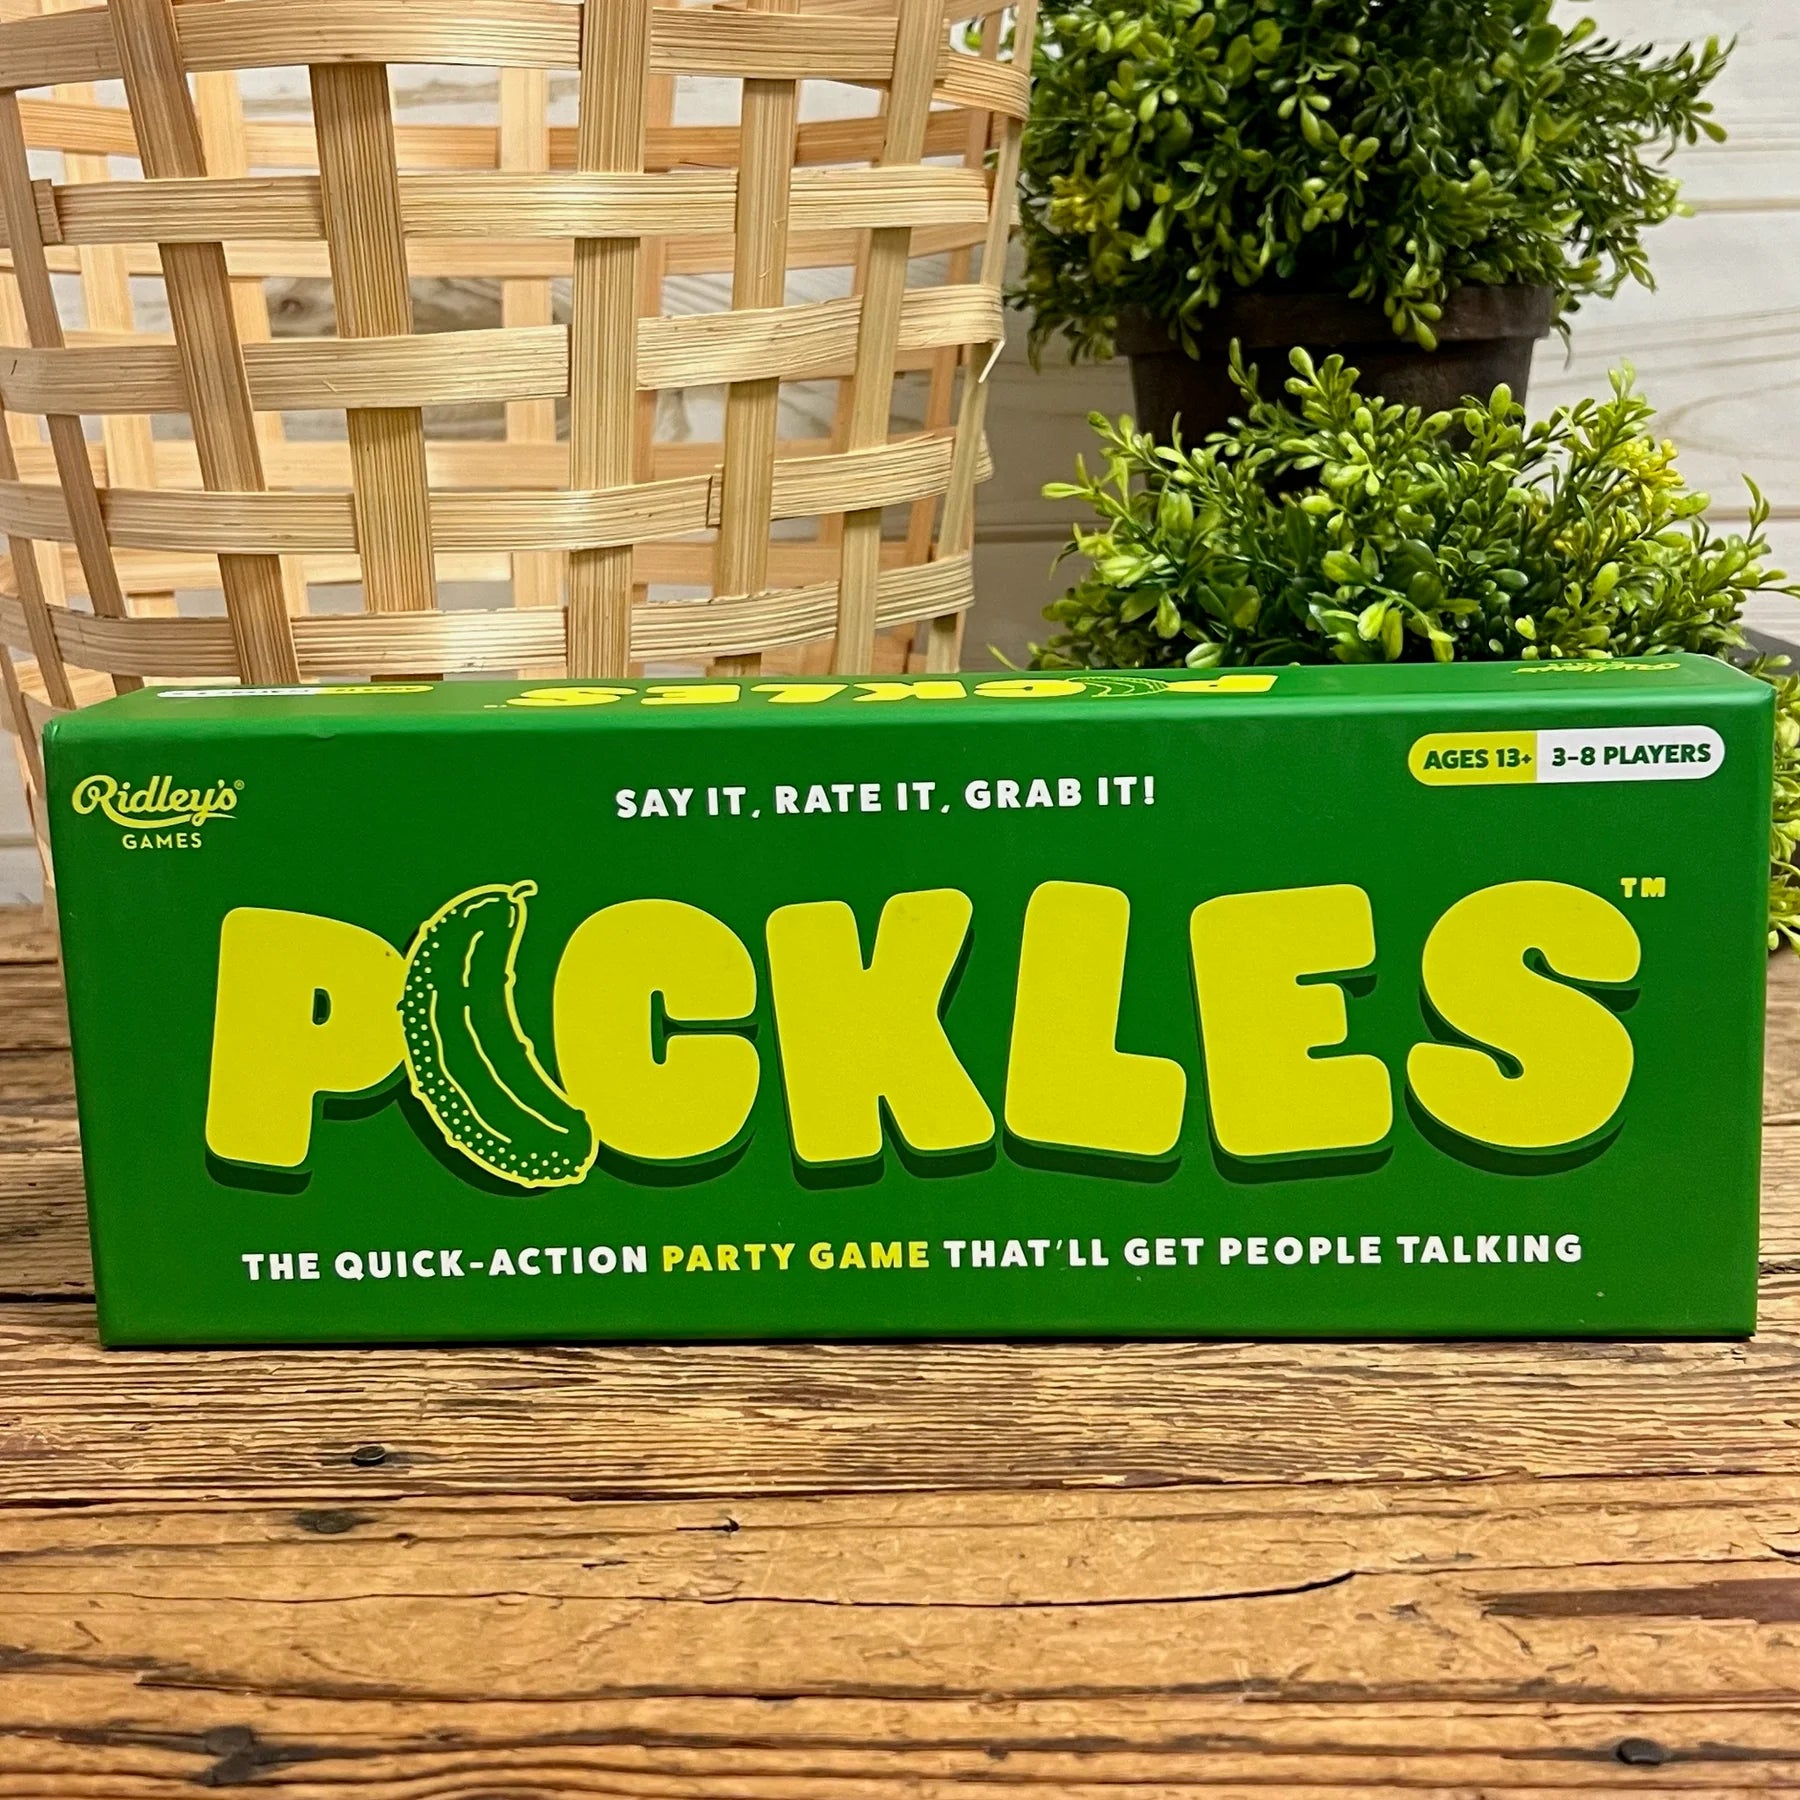 PICKLES
Ridley's®
GAMES
SAY IT, RATE IT, GRAB IT!
AGES 13+ 3-8 PLAYERS
PICKLES™
THE QUICK-ACTION PARTY GAME THAT'LL GET PEOPLE TALKING